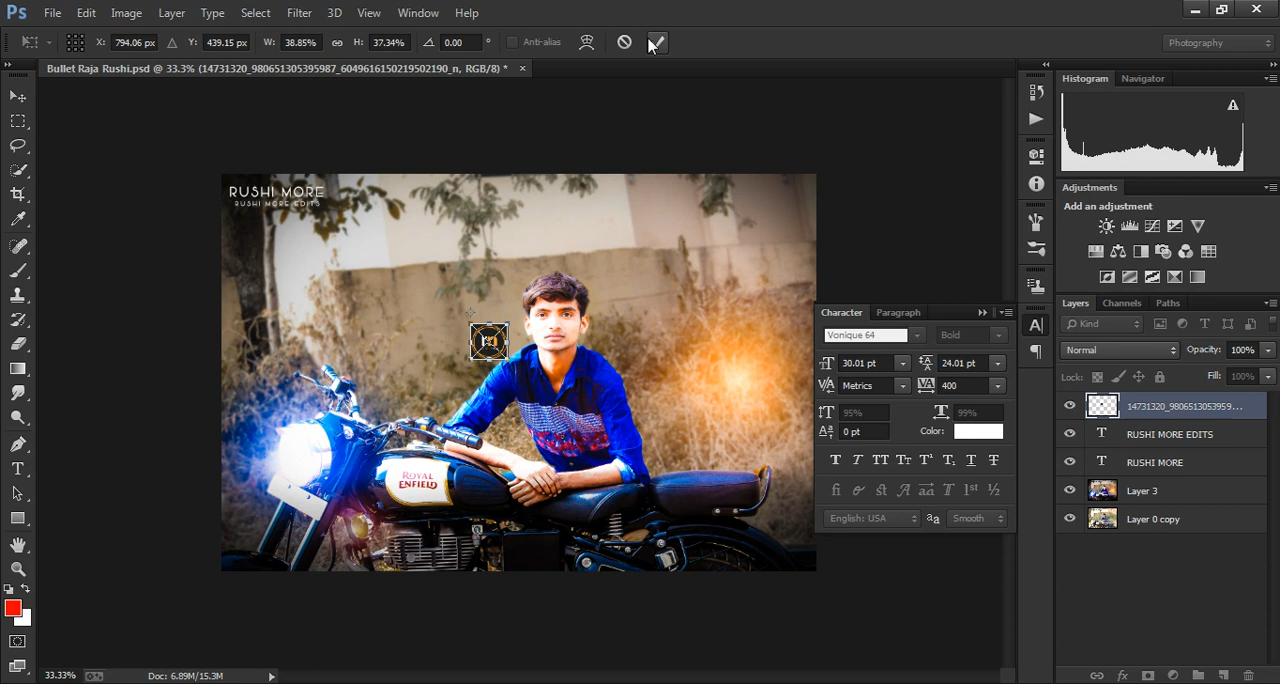 Ps File Edit Image Layer Type Select Filter 3D View Window Help
X: 794.06 px Y: 439.15 px W: 38.85% H: 37.34% 0.00 ° Anti-alias Photography
Bullet Raja Rushi.psd @ 33.3% (14731320_980651305395987_6049616150219502190_n, RGB/8) * ×
Histogram Navigator
RUSHI MORE
RUSHI MORE EDITS
Adjustments
Add an adjustment
ROYAL
ENFIELD
Character Paragraph
Vonique 64 Bold
30.01 pt 24.01 pt
Metrics 400
95% 99%
0 pt Color:
T T TT Tr T¹ T₁ T T
fi st A aa T 1st ½
English: USA aa Smooth
Layers Channels Paths
Kind
Normal Opacity: 100%
Lock: Fill: 100%
14731320_9806513053959...
T RUSHI MORE EDITS
T RUSHI MORE
Layer 3
Layer 0 copy
fx
33.33% Doc: 6.89M/15.3M